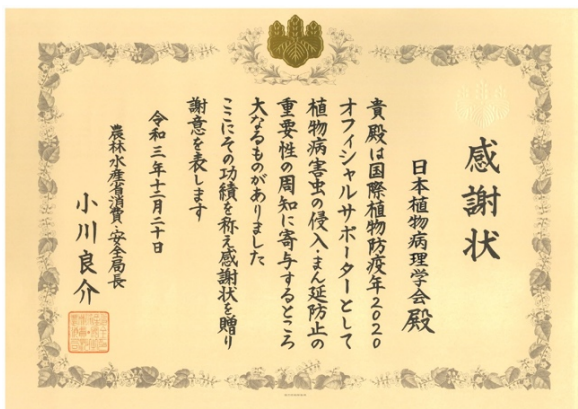 感謝状
日本植物病理学会 殿
貴殿は国際植物防疫年2020
オフィシャルサポーターとして
植物病害虫の侵入・まん延防止の
重要性の周知に寄与するところ
大なるものがありました
ここにその功績を称え感謝状を贈り
謝意を表します
令和三年十二月二十日
農林水産省消費・安全局長
小川良介